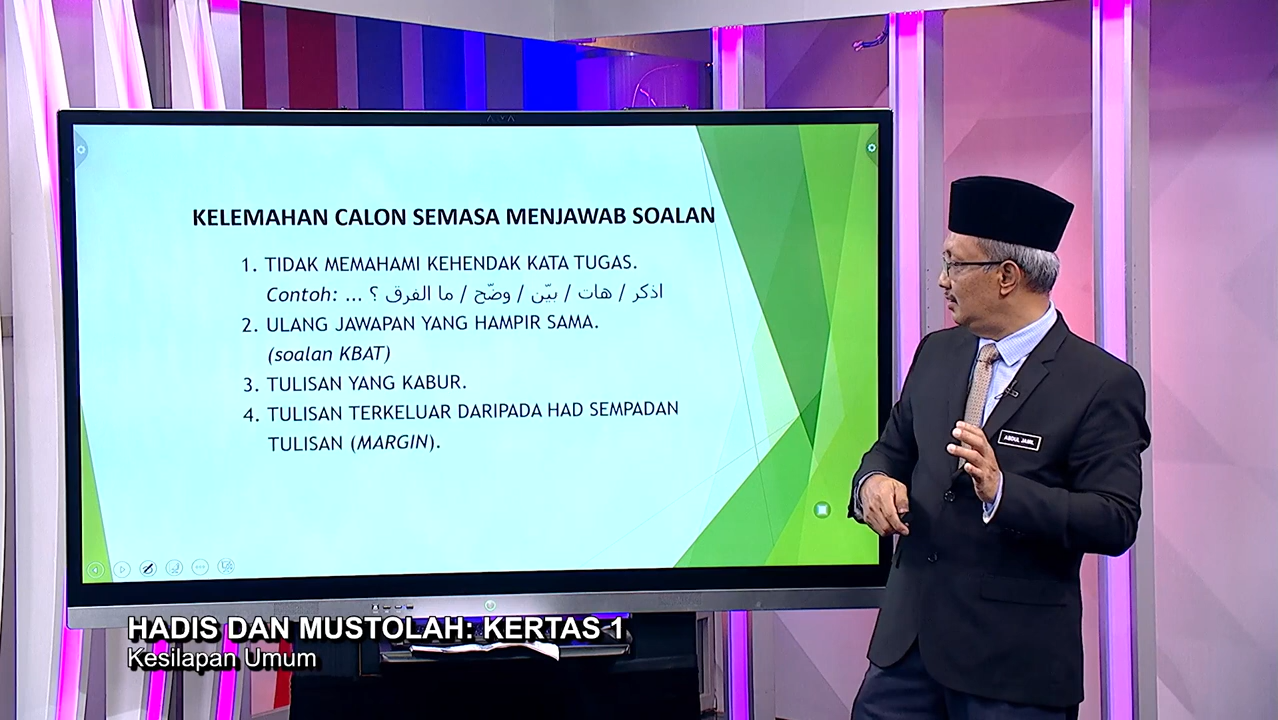 KELEMAHAN CALON SEMASA MENJAWAB SOALAN
1. TIDAK MEMAHAMI KEHENDAK KATA TUGAS.
Contoh: ... اذكر / هات / بيّن / وضّح / ما الفرق ؟
2. ULANG JAWAPAN YANG HAMPIR SAMA.
(soalan KBAT)
3. TULISAN YANG KABUR.
4. TULISAN TERKELUAR DARIPADA HAD SEMPADAN
TULISAN (MARGIN).
ABDUL JAMIL
HADIS DAN MUSTOLAH: KERTAS 1
Kesilapan Umum